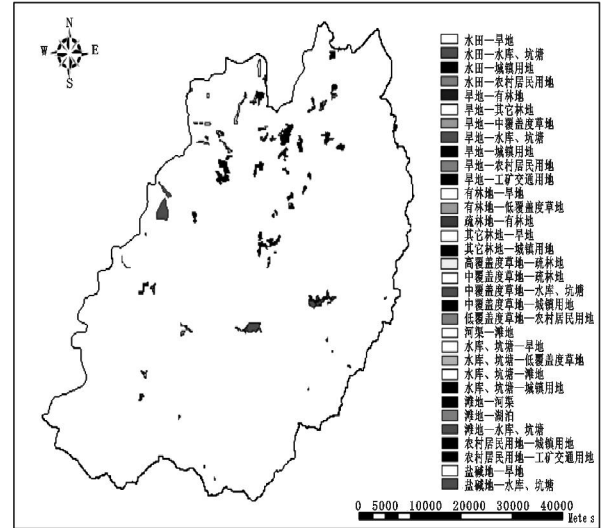 N
W E
S
水田—旱地
水田—水库、坑塘
水田—城镇用地
水田—农村居民用地
旱地—有林地
旱地—其它林地
旱地—中覆盖度草地
旱地—水库、坑塘
旱地—城镇用地
旱地—农村居民用地
旱地—工矿交通用地
有林地—旱地
有林地—低覆盖度草地
疏林地—有林地
其它林地—旱地
其它林地—城镇用地
高覆盖度草地—疏林地
中覆盖度草地—疏林地
中覆盖度草地—水库、坑塘
中覆盖度草地—城镇用地
低覆盖度草地—农村居民用地
河渠—滩地
水库、坑塘—旱地
水库、坑塘—低覆盖度草地
水库、坑塘—滩地
水库、坑塘—城镇用地
滩地—河渠
滩地—湖泊
滩地—水库、坑塘
农村居民用地—城镇用地
农村居民用地—工矿交通用地
盐碱地—旱地
盐碱地—水库、坑塘
0 5000 10000 20000 30000 40000
Metes